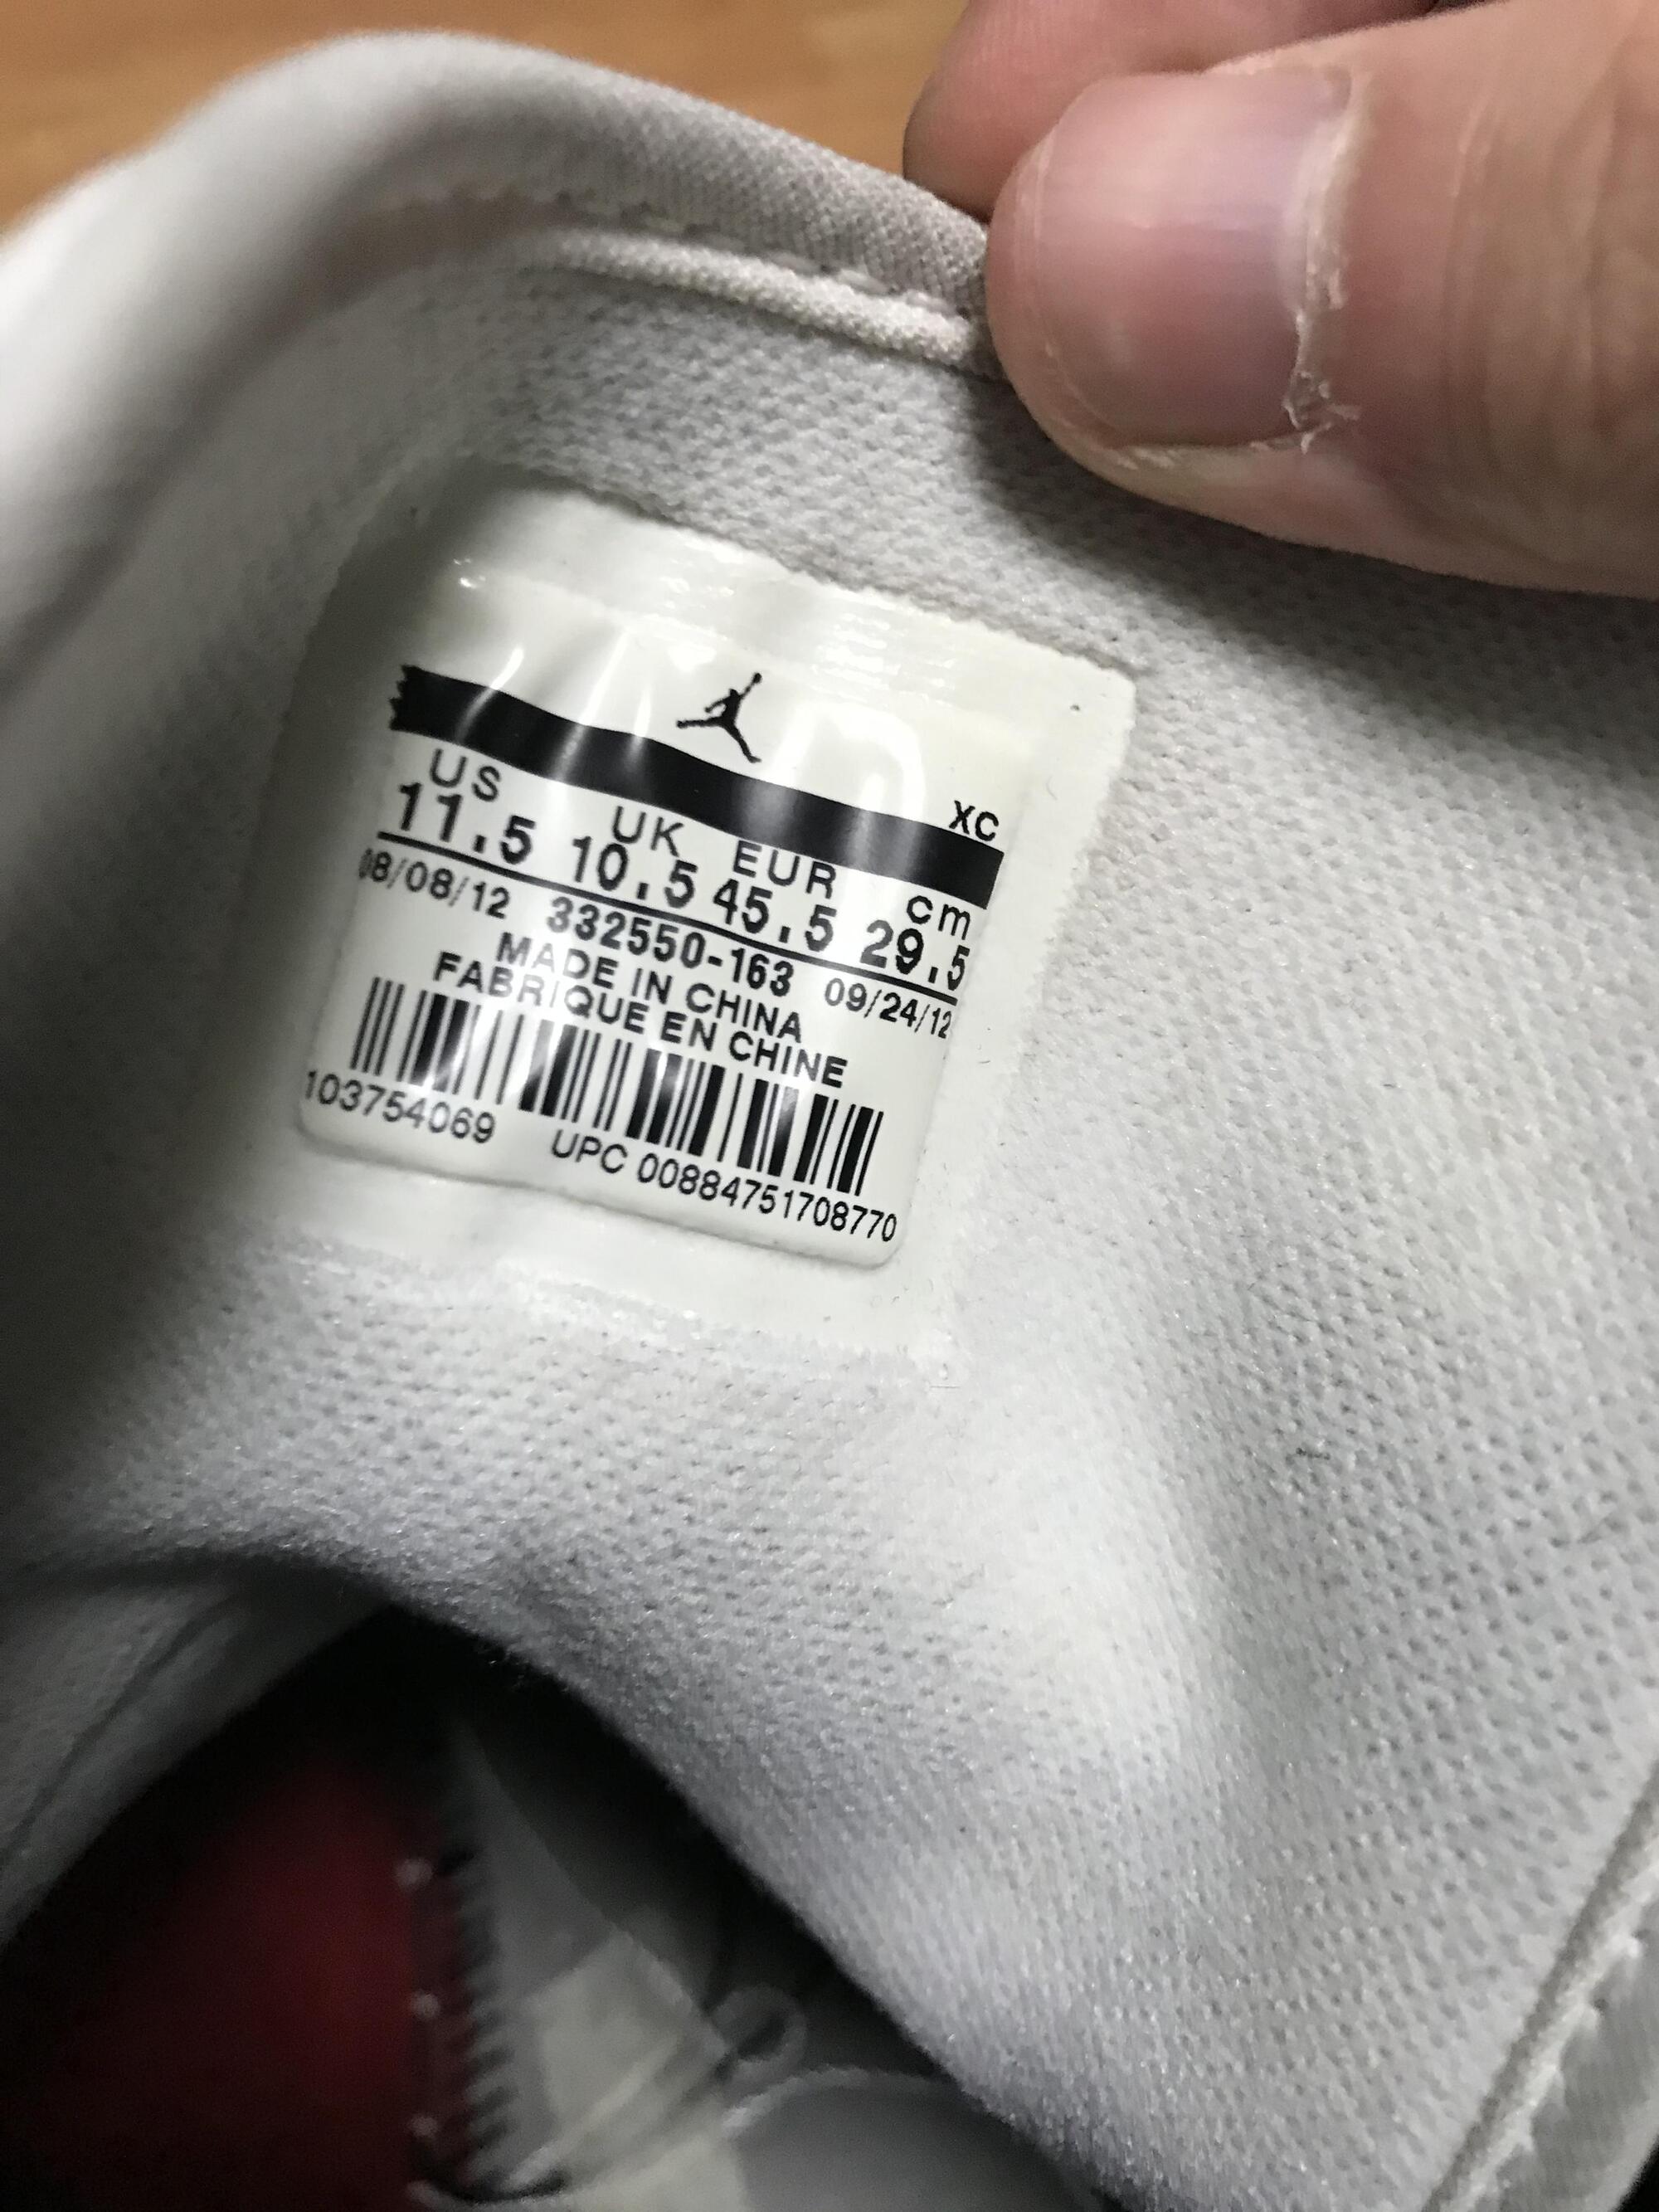 XC
US UK EUR cm
11.5 10.5 45.5 29.5
08/08/12 332550-163 09/24/12
MADE IN CHINA
FABRIQUE EN CHINE
103754069 UPC 00884751708770